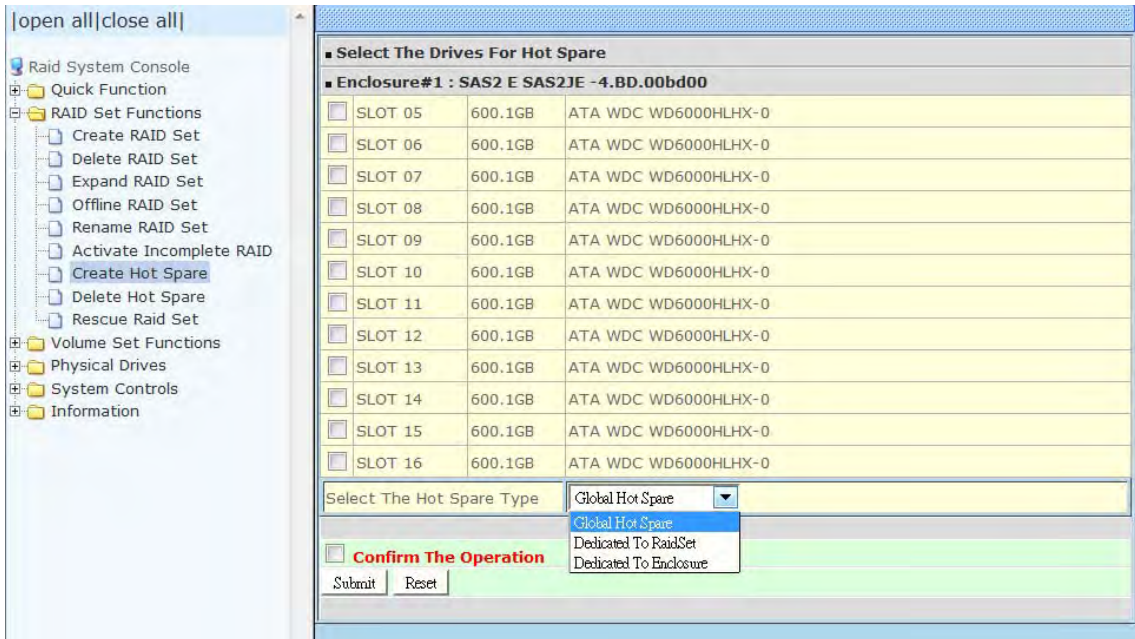 |open all|close all|
Raid System Console
Quick Function
RAID Set Functions
Create RAID Set
Delete RAID Set
Expand RAID Set
Offline RAID Set
Rename RAID Set
Activate Incomplete RAID
Create Hot Spare
Delete Hot Spare
Rescue Raid Set
Volume Set Functions
Physical Drives
System Controls
Information
Select The Drives For Hot Spare
Enclosure#1 : SAS2 E SAS2JE -4.BD.00bd00
SLOT 05 600.1GB ATA WDC WD6000HLHX-0
SLOT 06 600.1GB ATA WDC WD6000HLHX-0
SLOT 07 600.1GB ATA WDC WD6000HLHX-0
SLOT 08 600.1GB ATA WDC WD6000HLHX-0
SLOT 09 600.1GB ATA WDC WD6000HLHX-0
SLOT 10 600.1GB ATA WDC WD6000HLHX-0
SLOT 11 600.1GB ATA WDC WD6000HLHX-0
SLOT 12 600.1GB ATA WDC WD6000HLHX-0
SLOT 13 600.1GB ATA WDC WD6000HLHX-0
SLOT 14 600.1GB ATA WDC WD6000HLHX-0
SLOT 15 600.1GB ATA WDC WD6000HLHX-0
SLOT 16 600.1GB ATA WDC WD6000HLHX-0
Select The Hot Spare Type Global Hot Spare
Global Hot Spare
Dedicated To RaidSet
Dedicated To Enclosure
Confirm The Operation
Submit Reset